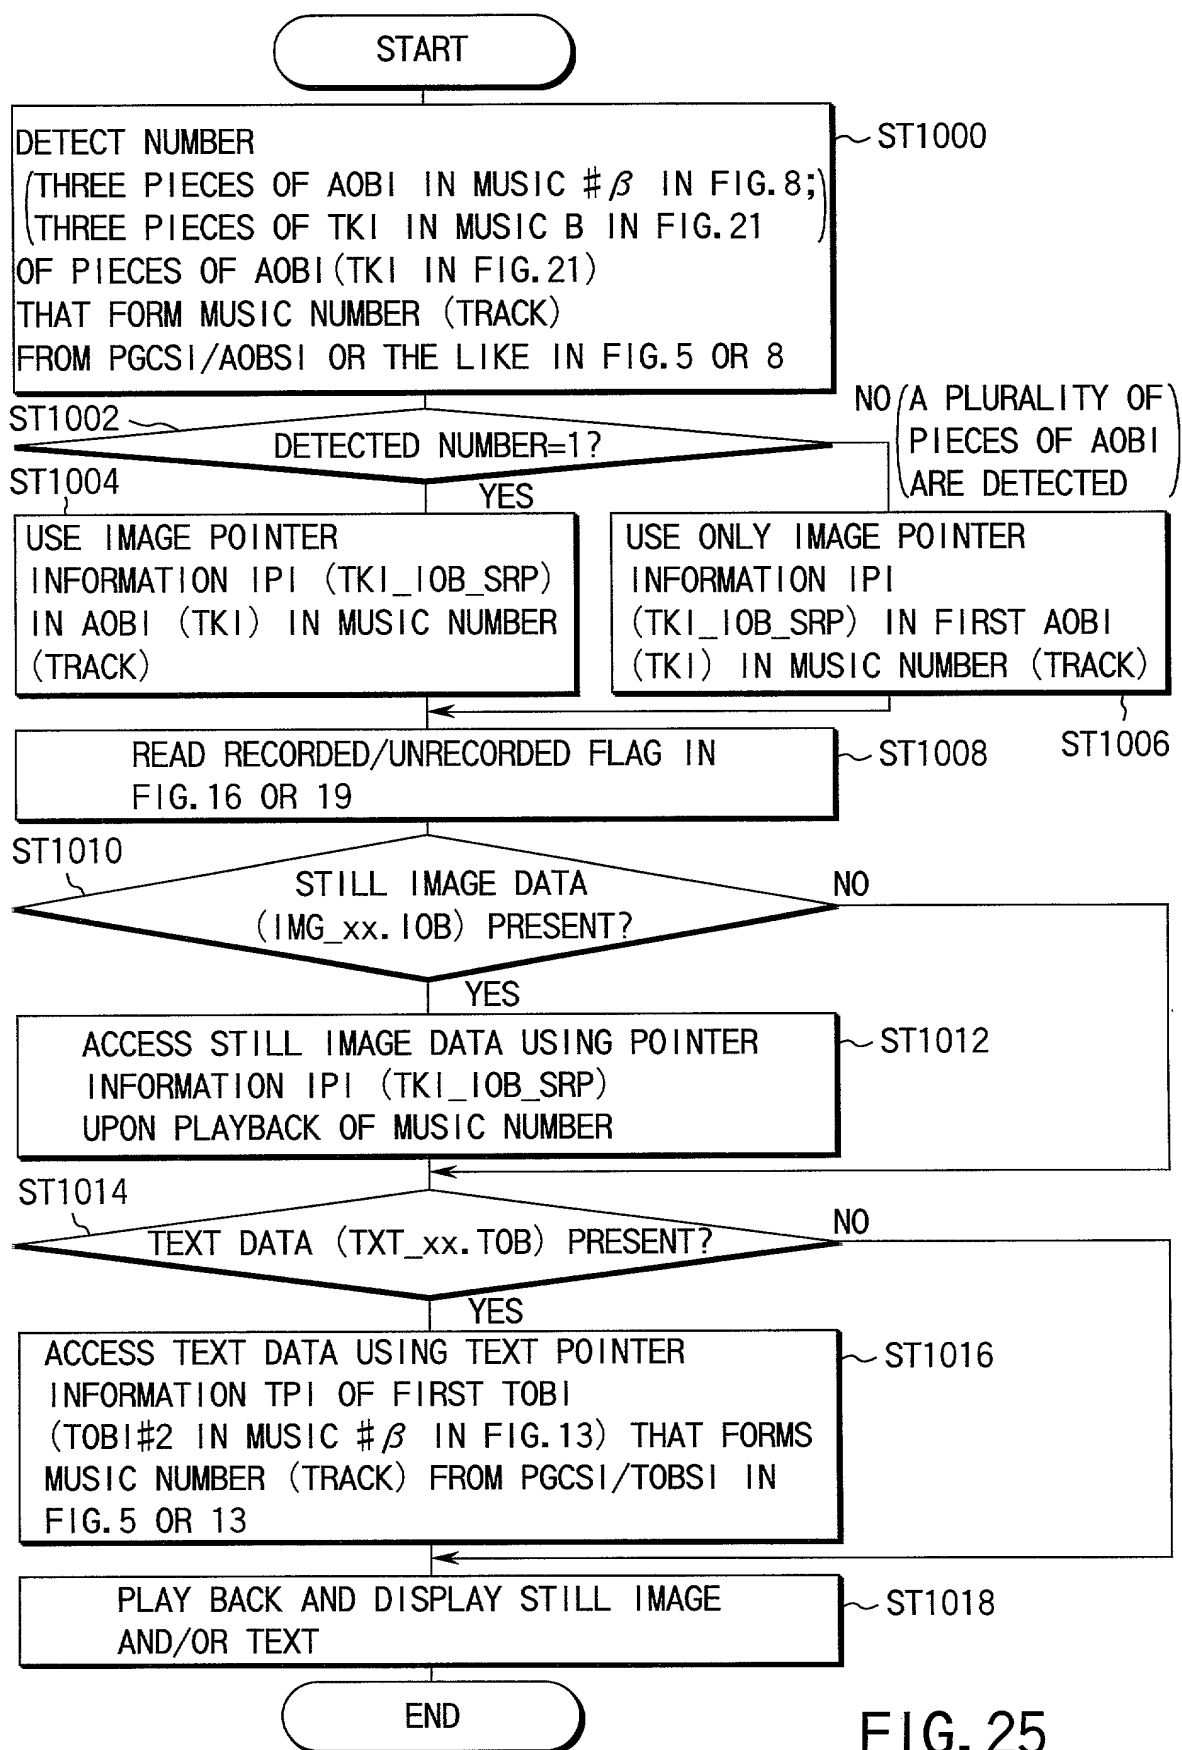 START
DETECT NUMBER
(THREE PIECES OF AOBI IN MUSIC #β IN FIG.8;
THREE PIECES OF TKI IN MUSIC B IN FIG.21)
OF PIECES OF AOBI(TKI IN FIG.21)
THAT FORM MUSIC NUMBER (TRACK)
FROM PGCSI/AOBSI OR THE LIKE IN FIG.5 OR 8
ST1000
ST1002
DETECTED NUMBER=1?
NO (A PLURALITY OF
PIECES OF AOBI
ARE DETECTED)
YES
ST1004
USE IMAGE POINTER
INFORMATION IPI (TKI_IOB_SRP)
IN AOBI (TKI) IN MUSIC NUMBER
(TRACK)
USE ONLY IMAGE POINTER
INFORMATION IPI
(TKI_IOB_SRP) IN FIRST AOBI
(TKI) IN MUSIC NUMBER (TRACK)
ST1006
READ RECORDED/UNRECORDED FLAG IN
FIG.16 OR 19
ST1008
ST1010
STILL IMAGE DATA
(IMG_xx.IOB) PRESENT?
NO
YES
ACCESS STILL IMAGE DATA USING POINTER
INFORMATION IPI (TKI_IOB_SRP)
UPON PLAYBACK OF MUSIC NUMBER
ST1012
ST1014
TEXT DATA (TXT_xx.TOB) PRESENT?
NO
YES
ACCESS TEXT DATA USING TEXT POINTER
INFORMATION TPI OF FIRST TOBI
(TOBI#2 IN MUSIC #β IN FIG.13) THAT FORMS
MUSIC NUMBER (TRACK) FROM PGCSI/TOBSI IN
FIG.5 OR 13
ST1016
PLAY BACK AND DISPLAY STILL IMAGE
AND/OR TEXT
ST1018
END
FIG.25